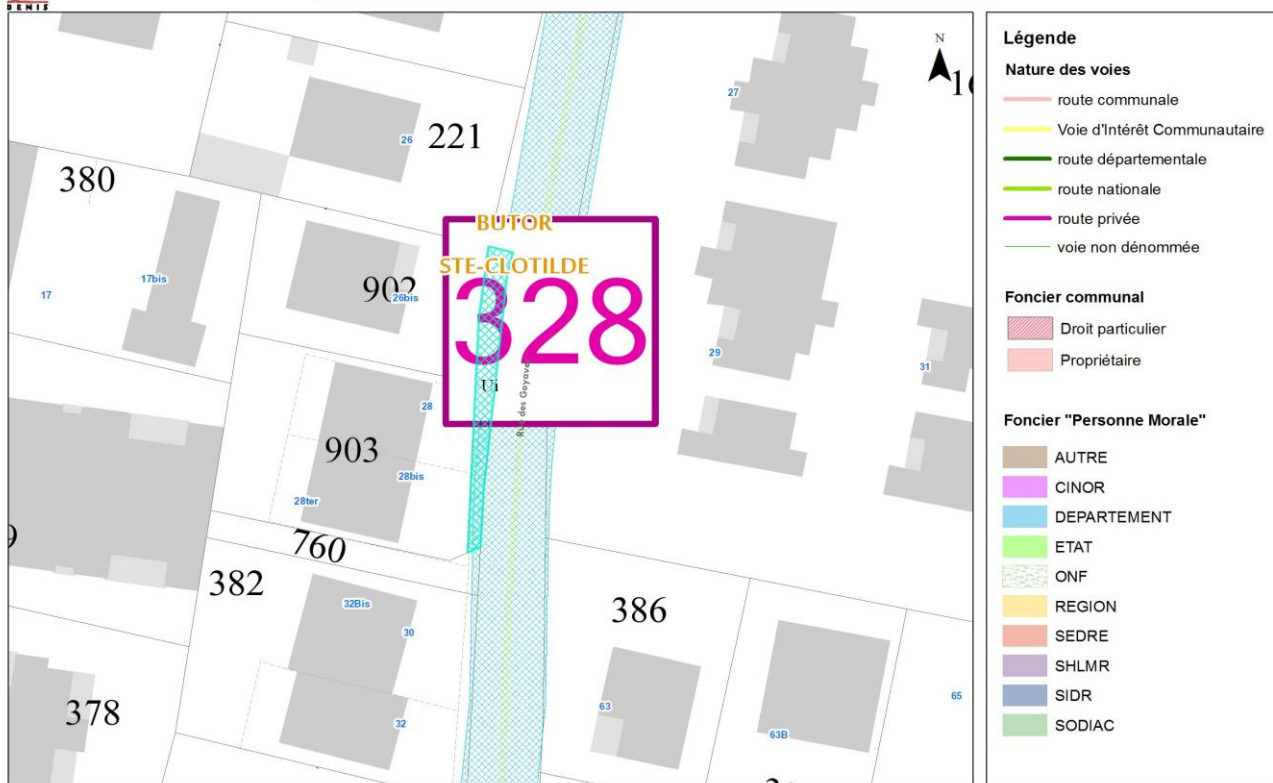 DENIS
N
27
16
26
221
380
BUTOR
STE-CLOTILDE
17bis
17
902
26bis
328
29
31
Ui
Rue des Goyave
28
903
28bis
28ter
9
760
382
32Bis
30
386
378
32
63
63B
65
Légende
Nature des voies
route communale
Voie d'Intérêt Communautaire
route départementale
route nationale
route privée
voie non dénommée
Foncier communal
Droit particulier
Propriétaire
Foncier "Personne Morale"
AUTRE
CINOR
DEPARTEMENT
ETAT
ONF
REGION
SEDRE
SHLMR
SIDR
SODIAC